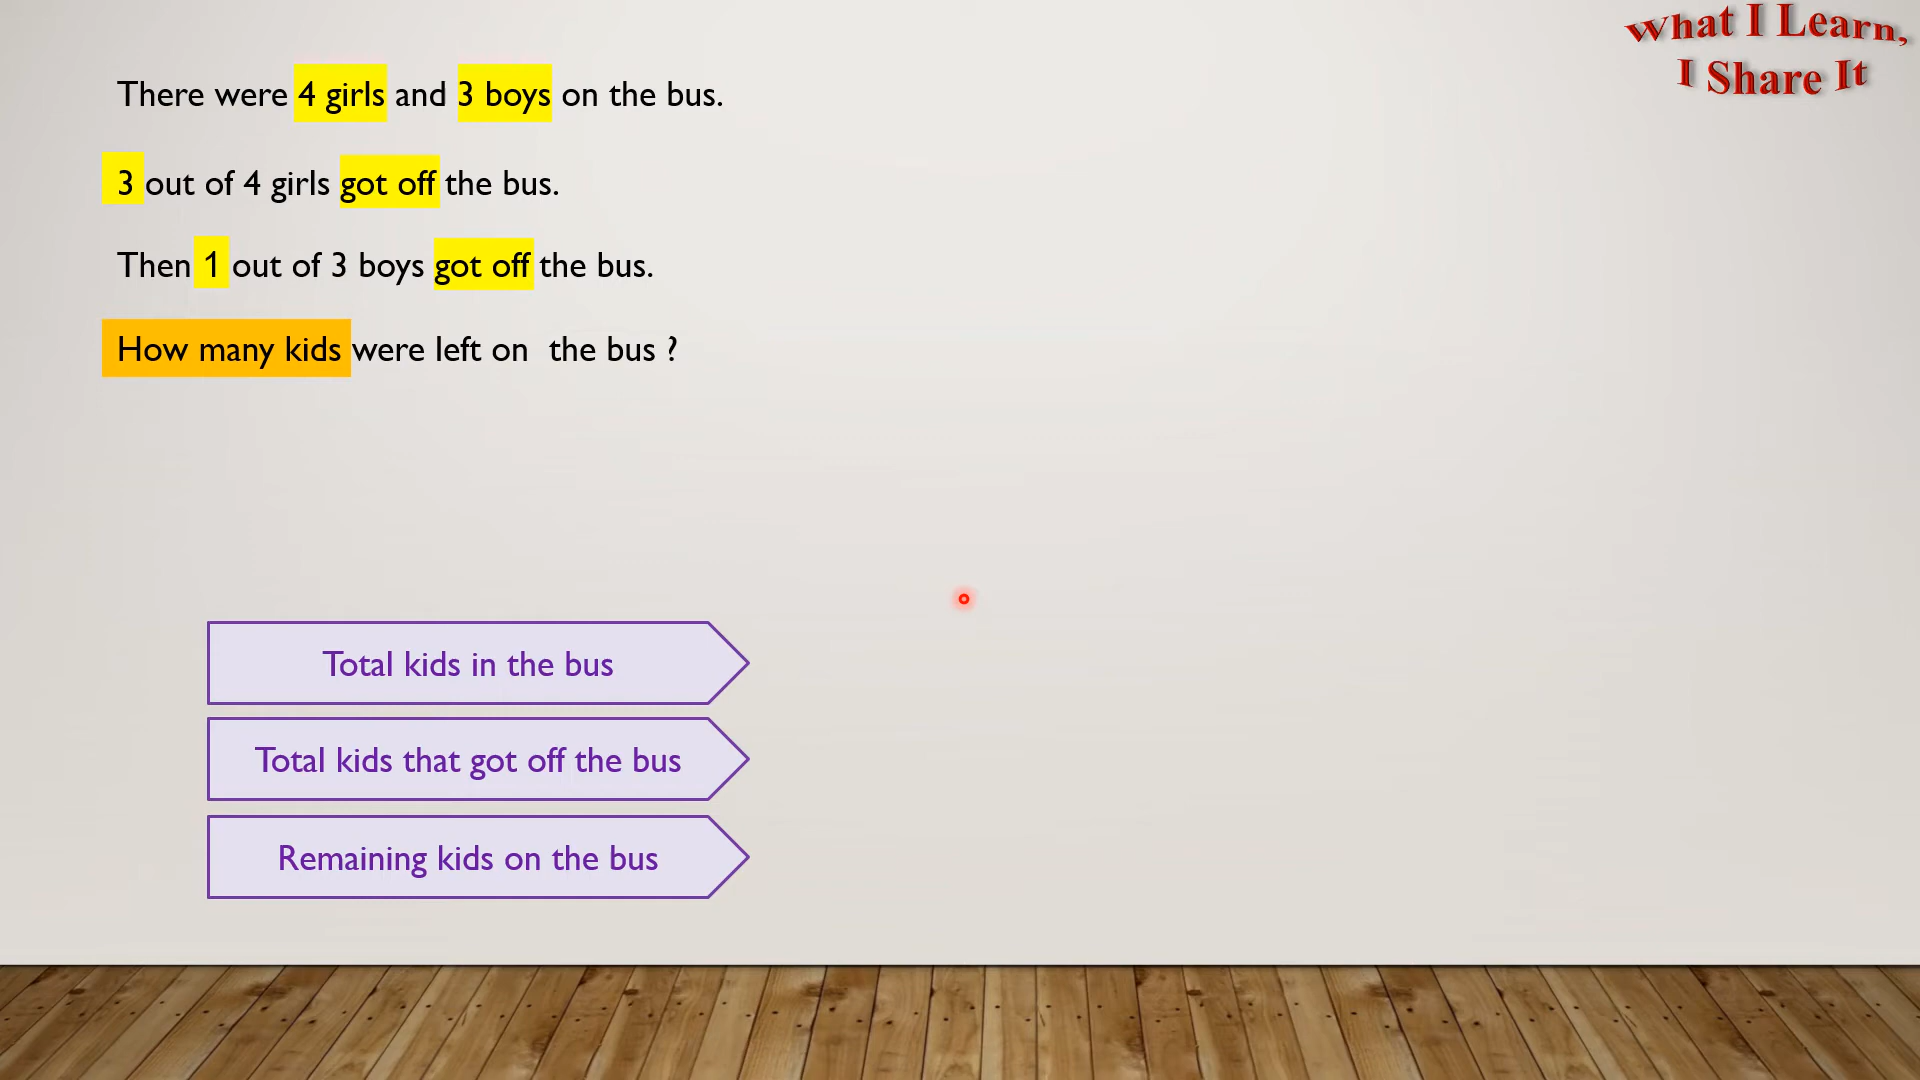 What I Learn,
I Share It
There were 4 girls and 3 boys on the bus.
3 out of 4 girls got off the bus.
Then 1 out of 3 boys got off the bus.
How many kids were left on the bus ?
Total kids in the bus
Total kids that got off the bus
Remaining kids on the bus